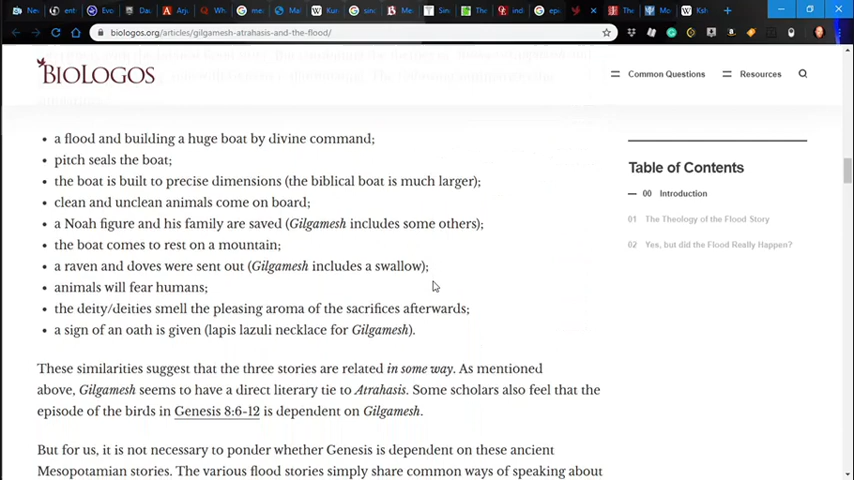 biologos.org/articles/gilgamesh-atrahasis-and-the-flood/
BIOLOGOS
Common Questions
Resources
• a flood and building a huge boat by divine command;
• pitch seals the boat;
• the boat is built to precise dimensions (the biblical boat is much larger);
• clean and unclean animals come on board;
• a Noah figure and his family are saved (Gilgamesh includes some others);
• the boat comes to rest on a mountain;
• a raven and doves were sent out (Gilgamesh includes a swallow);
• animals will fear humans;
• the deity/deities smell the pleasing aroma of the sacrifices afterwards;
• a sign of an oath is given (lapis lazuli necklace for Gilgamesh).
These similarities suggest that the three stories are related in some way. As mentioned
above, Gilgamesh seems to have a direct literary tie to Atrahasis. Some scholars also feel that the
episode of the birds in Genesis 8:6-12 is dependent on Gilgamesh.
But for us, it is not necessary to ponder whether Genesis is dependent on these ancient
Mesopotamian stories. The various flood stories simply share common ways of speaking about
Table of Contents
00 Introduction
01 The Theology of the Flood Story
02 Yes, but did the Flood Really Happen?